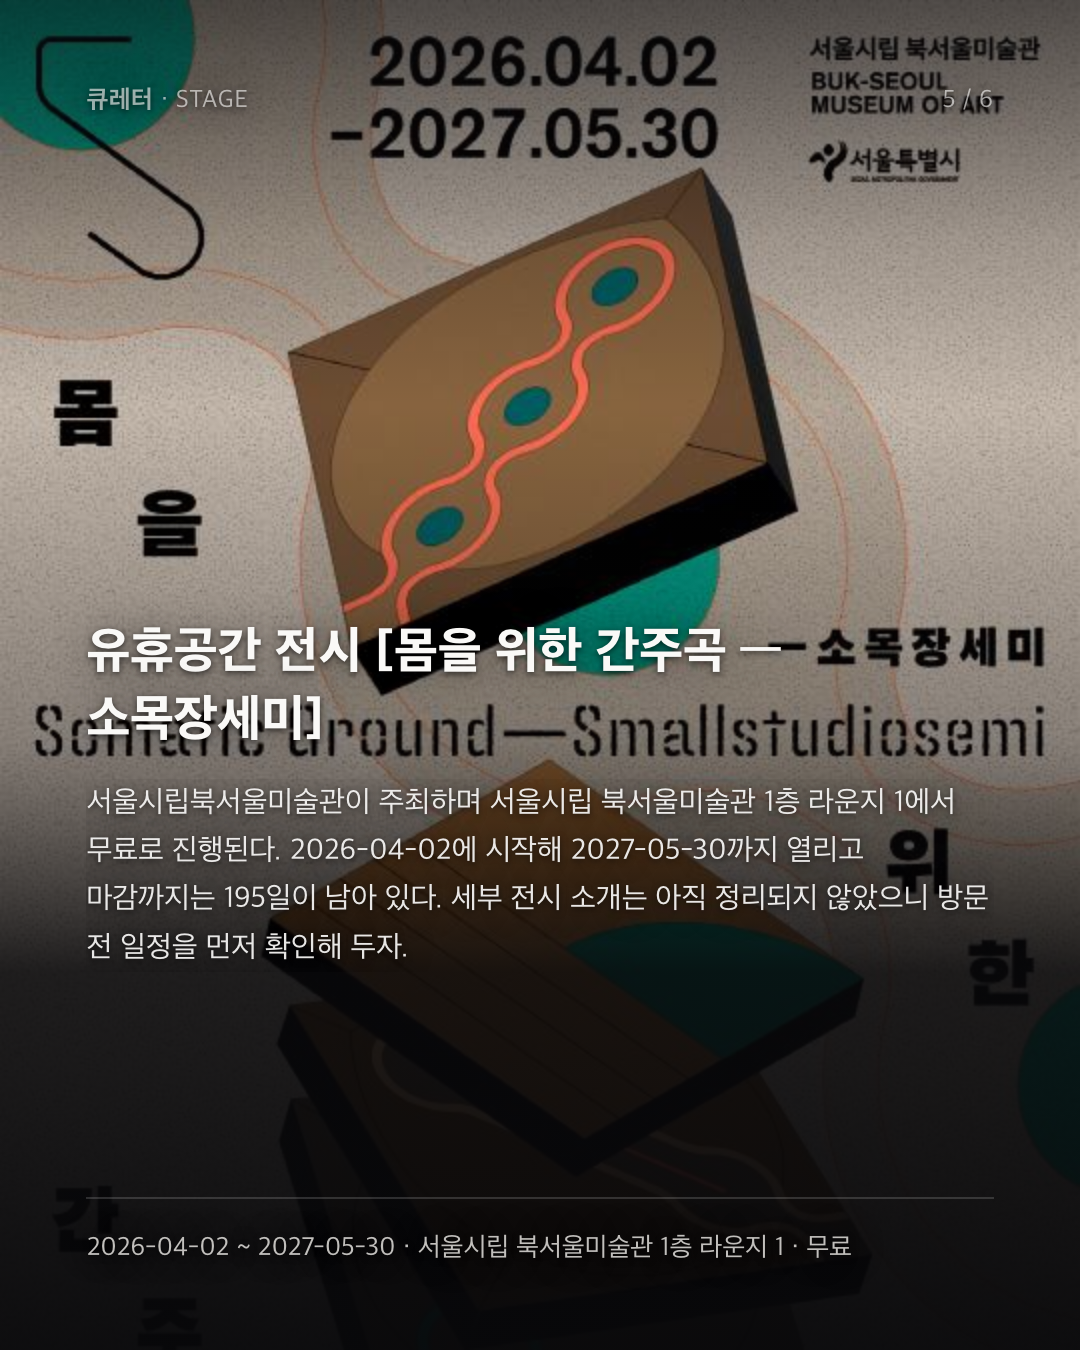 2026.04.02
-2027.05.30
서울시립 북서울미술관
BUK-SEOUL
MUSEUM OF ART
서울특별시
큐레터 · STAGE
5 / 6
몸
을
유휴공간 전시 [몸을 위한 간주곡 —
소목장세미]
—소목장세미
Somatic Ground—Smallstudiosemi
서울시립북서울미술관이 주최하며 서울시립 북서울미술관 1층 라운지 1에서
무료로 진행된다. 2026-04-02에 시작해 2027-05-30까지 열리고
마감까지는 195일이 남아 있다. 세부 전시 소개는 아직 정리되지 않았으니 방문
전 일정을 먼저 확인해 두자.
위
한
간
주
2026-04-02 ~ 2027-05-30 · 서울시립 북서울미술관 1층 라운지 1 · 무료